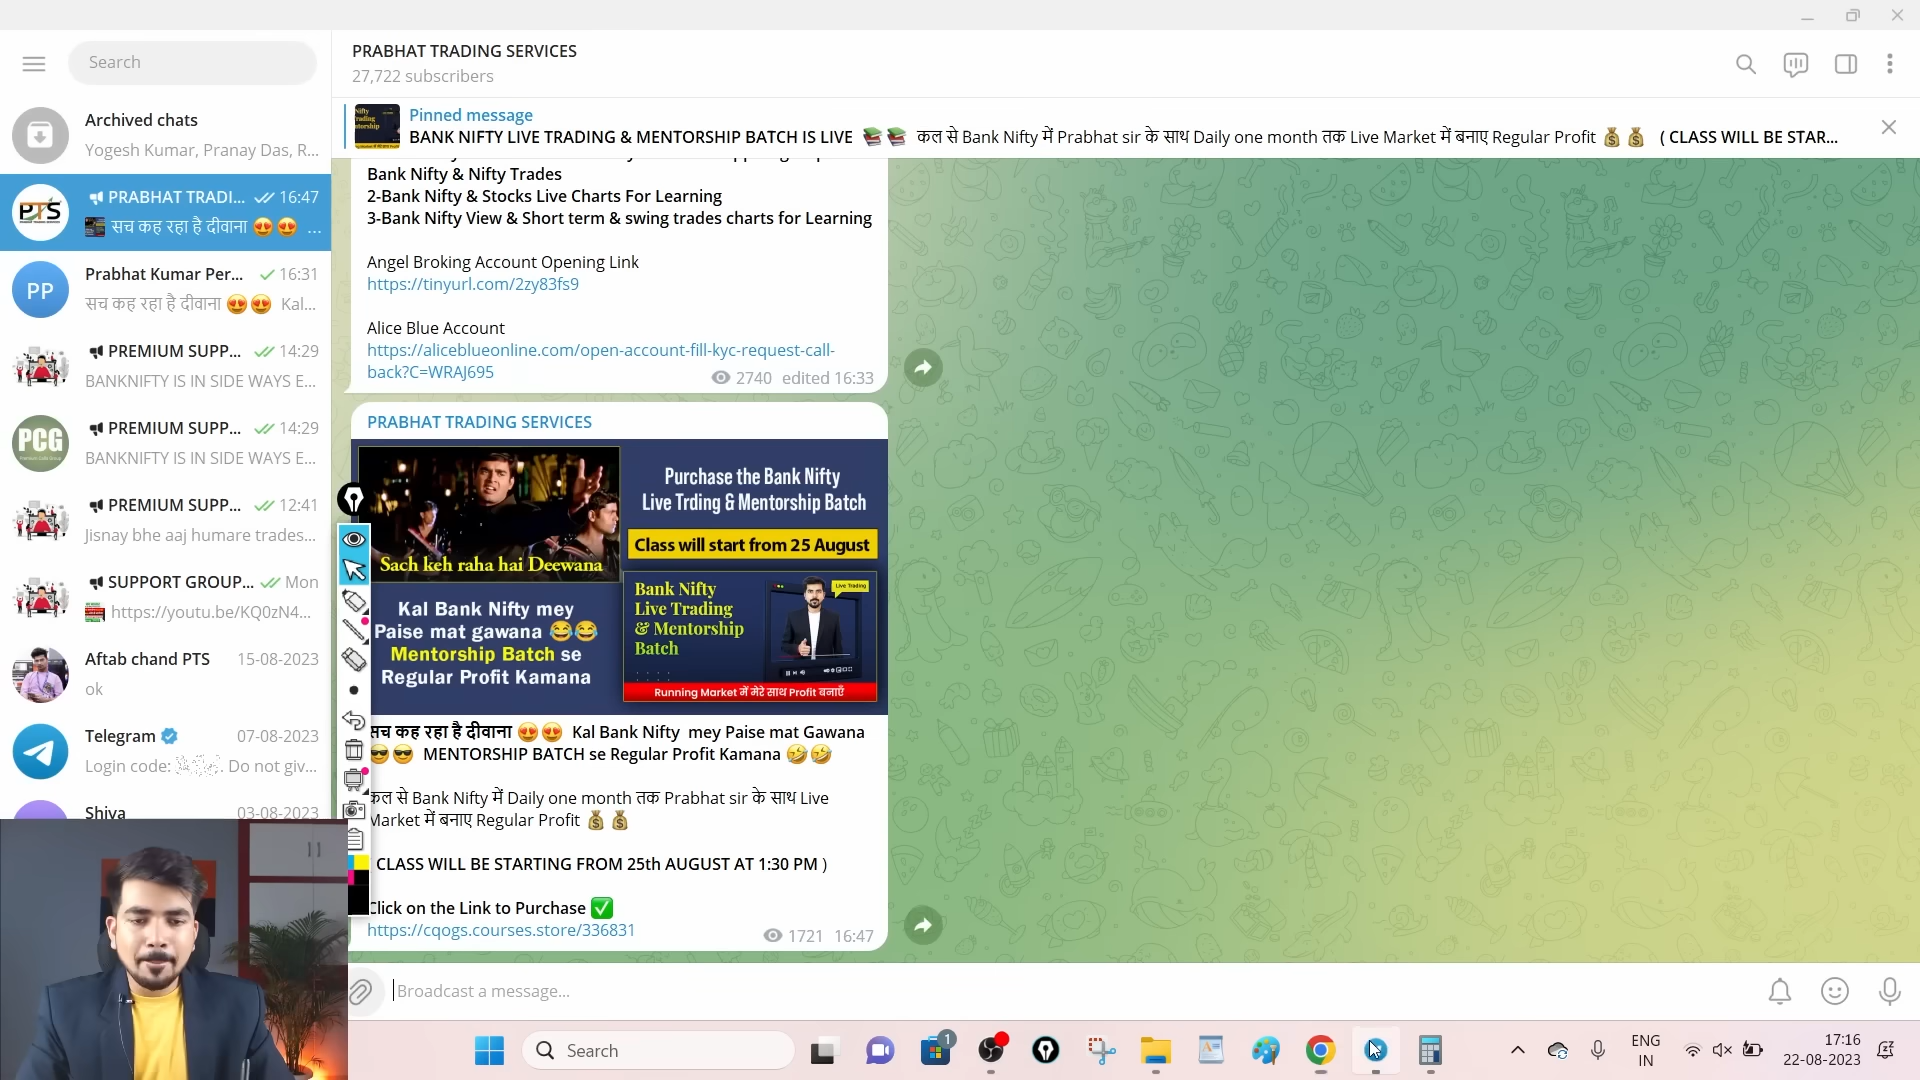 Search
Archived chats
Yogesh Kumar, Pranay Das, R...
PTS
PRABHAT TRADI... 16:47
सच कह रहा है दीवाना 😍😍 ...
PP
Prabhat Kumar Per... 16:31
सच कह रहा है दीवाना 😍😍 Kal...
PREMIUM SUPP... 14:29
BANKNIFTY IS IN SIDE WAYS E...
PCG
PREMIUM SUPP... 14:29
BANKNIFTY IS IN SIDE WAYS E...
PREMIUM SUPP... 12:41
Jisnay bhe aaj humare trades...
SUPPORT GROUP... Mon
https://youtu.be/KQ0zN4...
Aftab chand PTS 15-08-2023
ok
Telegram 07-08-2023
Login code: Do not giv...
Shiva 03-08-2023
PRABHAT TRADING SERVICES
27,722 subscribers
Pinned message
BANK NIFTY LIVE TRADING & MENTORSHIP BATCH IS LIVE 📚📚 कल से Bank Nifty में Prabhat sir के साथ Daily one month तक Live Market में बनाए Regular Profit 💰💰 ( CLASS WILL BE STAR...
Bank Nifty & Nifty Trades
2-Bank Nifty & Stocks Live Charts For Learning
3-Bank Nifty View & Short term & swing trades charts for Learning
Angel Broking Account Opening Link
https://tinyurl.com/2zy83fs9
Alice Blue Account
https://aliceblueonline.com/open-account-fill-kyc-request-call-
back?C=WRAJ695
2740 edited 16:33
PRABHAT TRADING SERVICES
Sach keh raha hai Deewana
Purchase the Bank Nifty
Live Trding & Mentorship Batch
Class will start from 25 August
Kal Bank Nifty mey
Paise mat gawana 😂😂
Mentorship Batch se
Regular Profit Kamana
Bank Nifty
Live Trading
& Mentorship
Batch
Live Trading
Running Market में मेरे साथ Profit बनाएँ
सच कह रहा है दीवाना 😍😍 Kal Bank Nifty mey Paise mat Gawana
😎😎 MENTORSHIP BATCH se Regular Profit Kamana 🤣🤣
कल से Bank Nifty में Daily one month तक Prabhat sir के साथ Live
Market में बनाए Regular Profit 💰💰
CLASS WILL BE STARTING FROM 25th AUGUST AT 1:30 PM )
Click on the Link to Purchase ✅
https://cqogs.courses.store/336831
1721 16:47
Broadcast a message...
Search
1
ENG
IN
17:16
22-08-2023